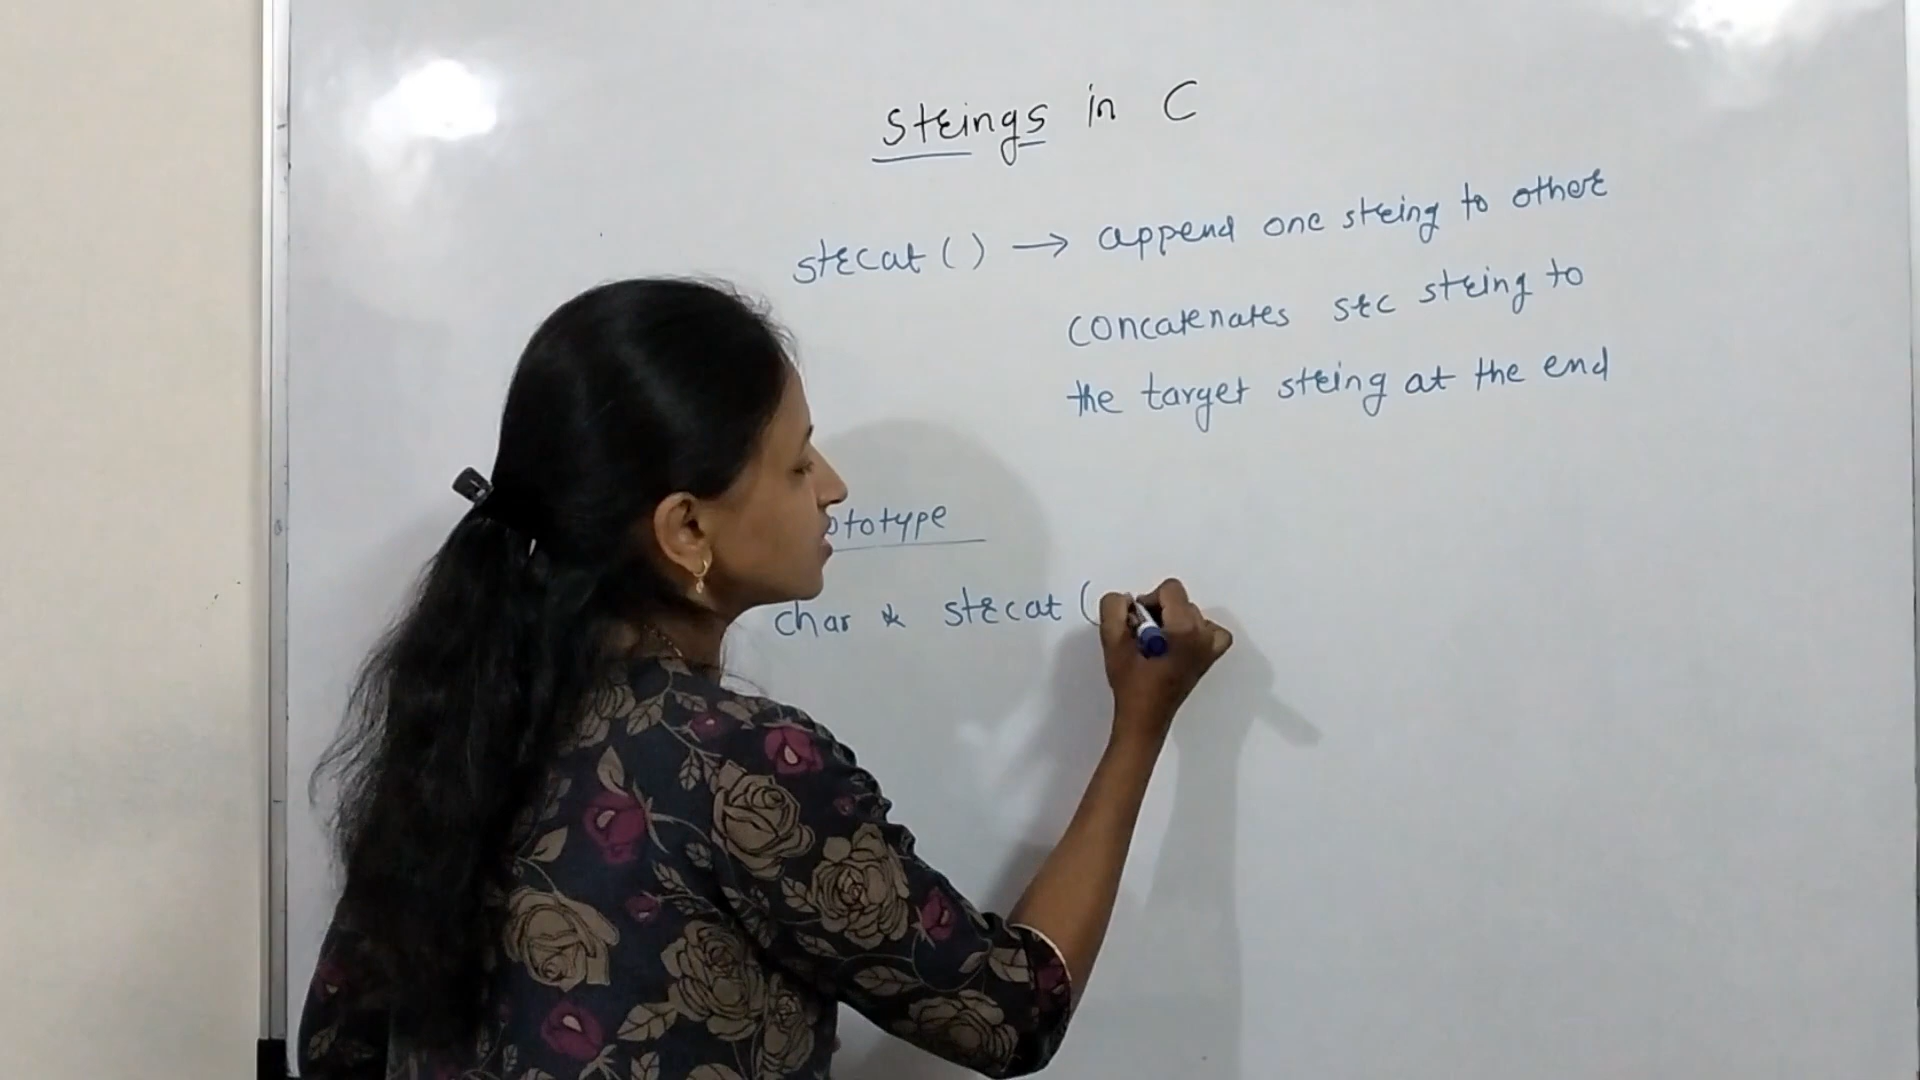 Strings in C
strcat () → append one string to other
concatenates src string to
the target string at the end
ototype
char * strcat (